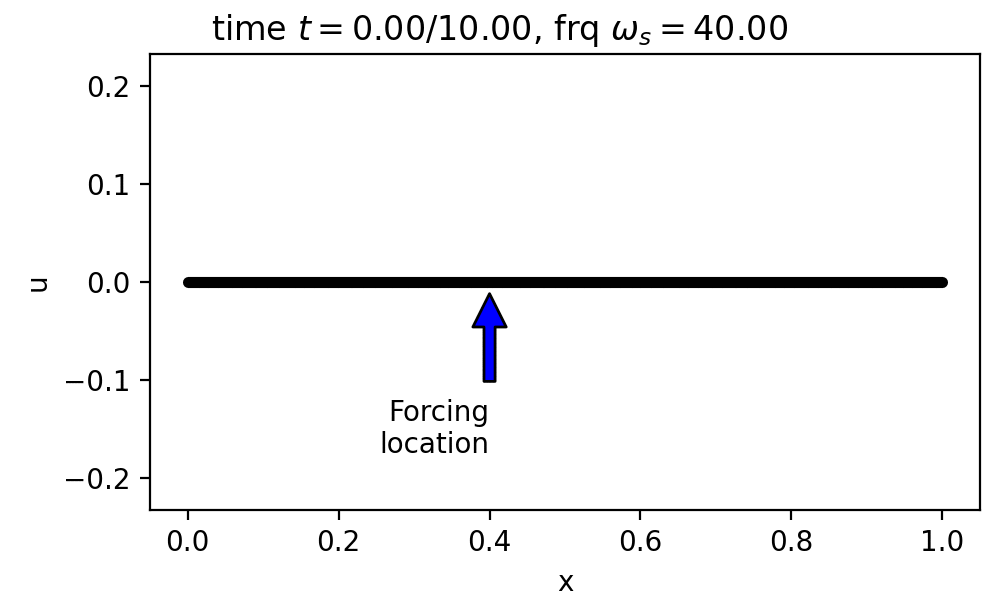 time t = 0.00/10.00, frq ωs = 40.00
0.2
0.1
0.0
−0.1
−0.2
u
Forcing
location
0.0 0.2 0.4 0.6 0.8 1.0
x